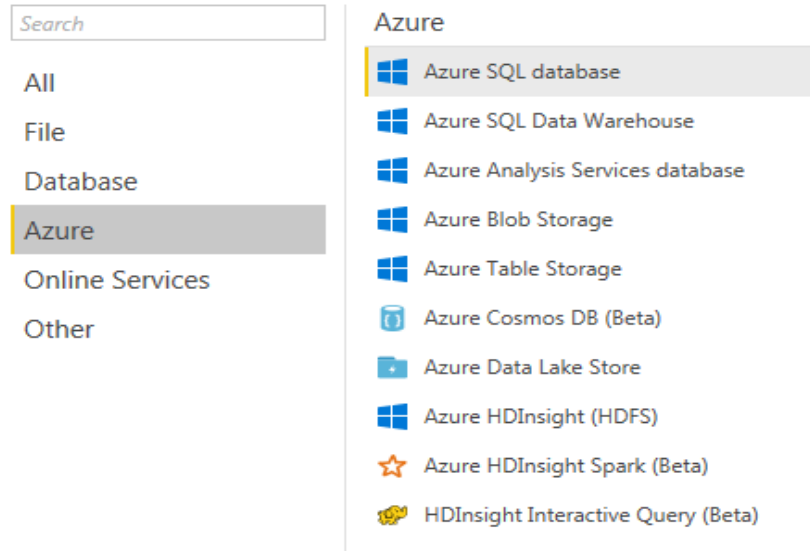 Search
All
File
Database
Azure
Online Services
Other
Azure
Azure SQL database
Azure SQL Data Warehouse
Azure Analysis Services database
Azure Blob Storage
Azure Table Storage
Azure Cosmos DB (Beta)
Azure Data Lake Store
Azure HDInsight (HDFS)
Azure HDInsight Spark (Beta)
HDInsight Interactive Query (Beta)